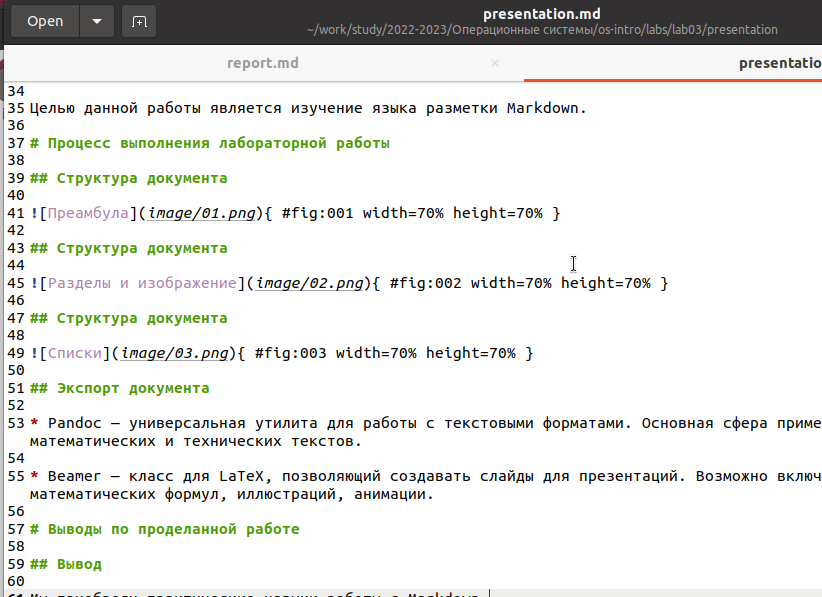 Open
presentation.md
~/work/study/2022-2023/Операционные системы/os-intro/labs/lab03/presentation
report.md × presentatio
34
35 Целью данной работы является изучение языка разметки Markdown.
36
37 # Процесс выполнения лабораторной работы
38
39 ## Структура документа
40
41 ![Преамбула](image/01.png){ #fig:001 width=70% height=70% }
42
43 ## Структура документа
44
45 ![Разделы и изображение](image/02.png){ #fig:002 width=70% height=70% }
46
47 ## Структура документа
48
49 ![Списки](image/03.png){ #fig:003 width=70% height=70% }
50
51 ## Экспорт документа
52
53 * Pandoc – универсальная утилита для работы с текстовыми форматами. Основная сфера приме
математических и технических текстов.
54
55 * Beamer – класс для LaTeX, позволяющий создавать слайды для презентаций. Возможно включ
математических формул, иллюстраций, анимации.
56
57 # Выводы по проделанной работе
58
59 ## Вывод
60
61